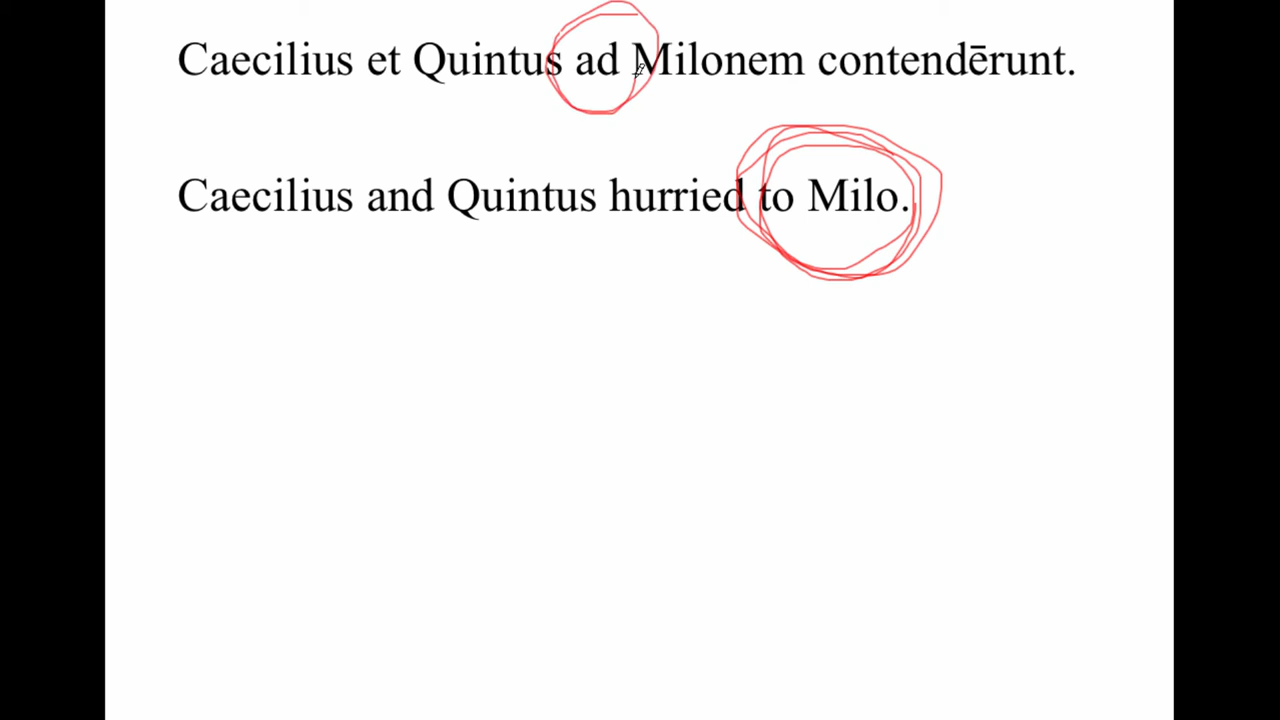 Caecilius et Quintus ad Milonem contendērunt.
Caecilius and Quintus hurried to Milo.